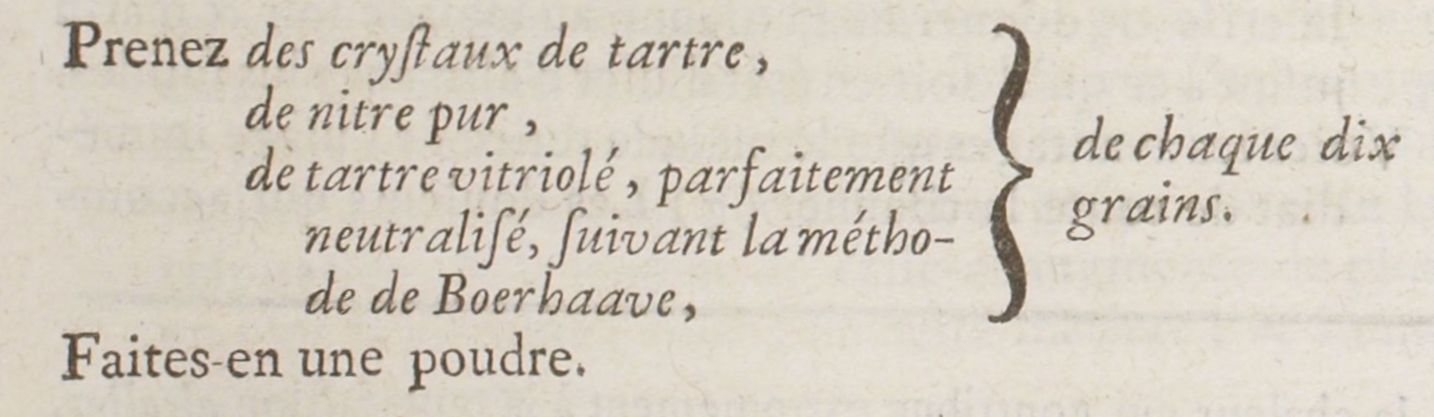 Prenez des cryſtaux de tartre,
de nitre pur,
de tartre vitriolé, parfaitement
neutraliſé, ſuivant la métho-
de de Boerhaave,
de chaque dix
grains.
Faites-en une poudre.